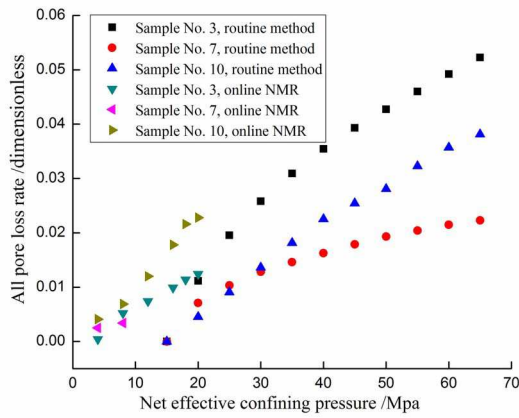 0.06
0.05
0.04
0.03
0.02
0.01
0.00
All pore loss rate /dimensionless
Sample No. 3, routine method
Sample No. 7, routine method
Sample No. 10, routine method
Sample No. 3, online NMR
Sample No. 7, online NMR
Sample No. 10, online NMR
0 10 20 30 40 50 60 70
Net effective confining pressure /Mpa